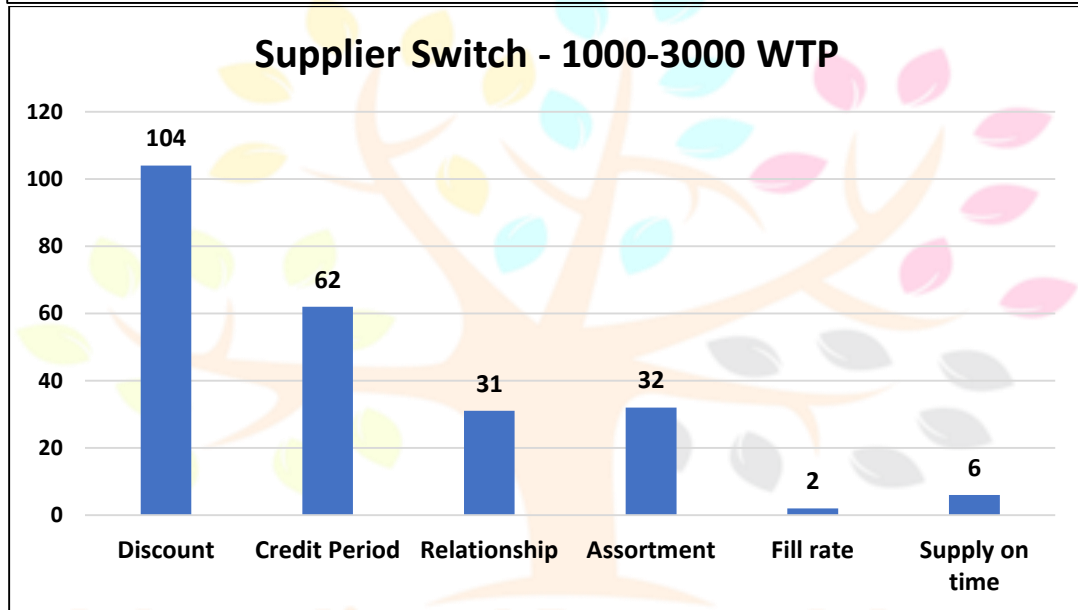 Supplier Switch - 1000-3000 WTP
120
100
80
60
40
20
0
104
62
31
32
2
6
Discount
Credit Period
Relationship
Assortment
Fill rate
Supply on
time